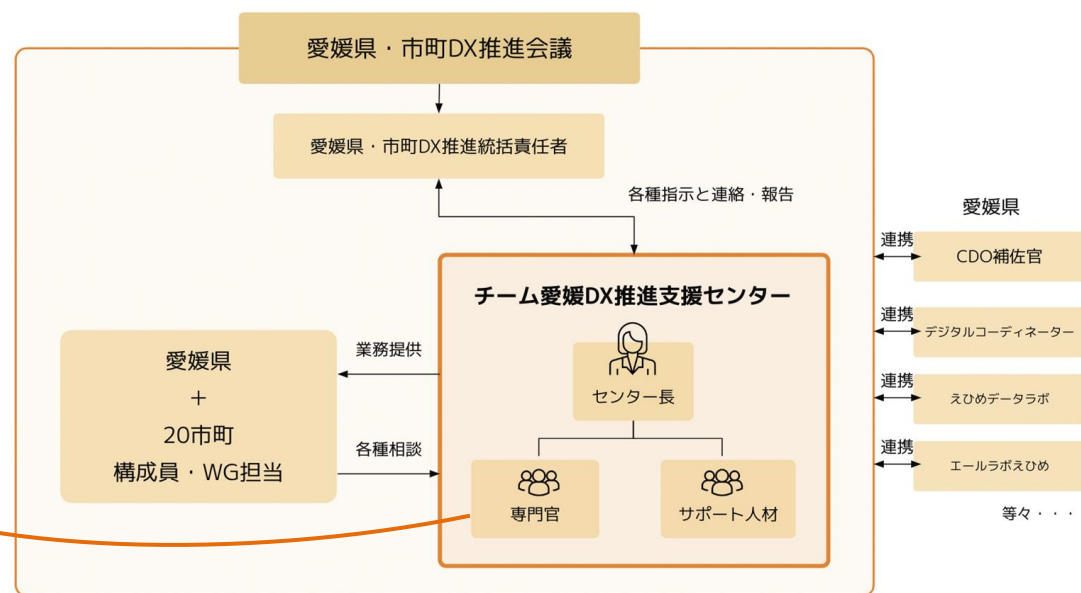 愛媛県・市町DX推進会議
愛媛県・市町DX推進統括責任者
各種指示と連絡・報告
チーム愛媛DX推進支援センター
センター長
専門官
サポート人材
業務提供
各種相談
愛媛県
+
20市町
構成員・WG担当
愛媛県
連携
CDO補佐官
連携
デジタルコーディネーター
連携
えひめデータラボ
連携
エールラボえひめ
等々・・・